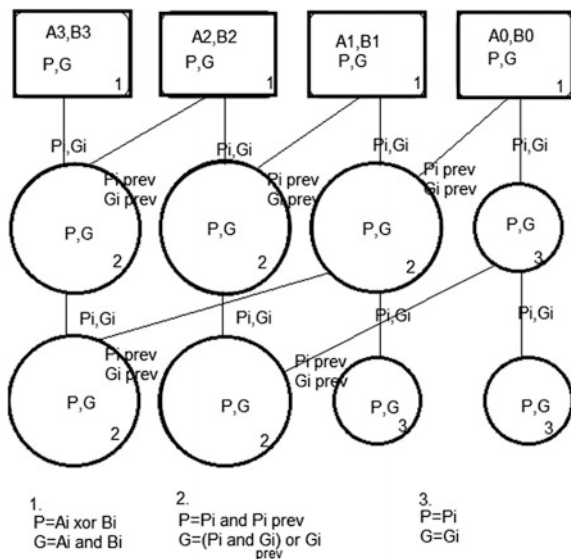 A3,B3 A2,B2 A1,B1 A0,B0
P,G P,G P,G P,G
1 1 1 1
Pi,Gi Pi,Gi Pi,Gi Pi,Gi
Pi prev Pi prev Pi prev
Gi prev Gi prev Gi prev
P,G P,G P,G P,G
2 2 2 3
Pi,Gi Pi,Gi Pi,Gi Pi,Gi
Pi prev Pi prev
Gi prev Gi prev
P,G P,G P,G P,G
2 2 3 3
1.
P=Ai xor Bi
G=Ai and Bi
2.
P=Pi and Pi prev
G=(Pi and Gi) or Gi
prev
3.
P=Pi
G=Gi